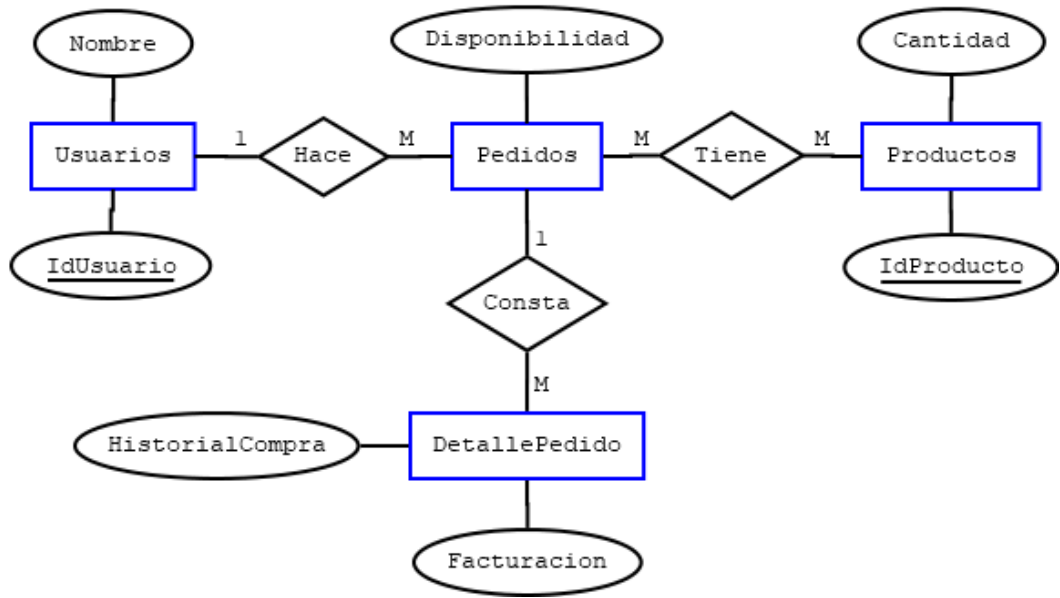 Nombre
Disponibilidad
Cantidad
Usuarios
1
Hace
M
Pedidos
M
Tiene
M
Productos
IdUsuario
1
IdProducto
Consta
M
HistorialCompra
DetallePedido
Facturacion